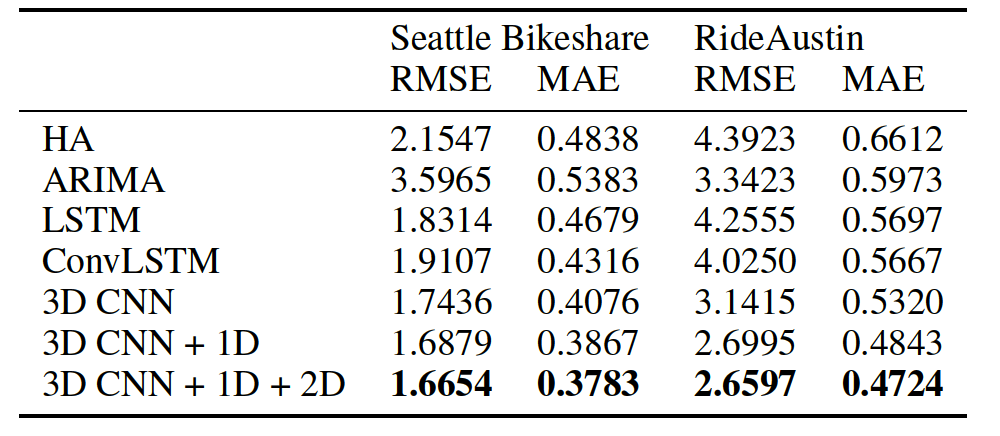 Seattle Bikeshare RideAustin
RMSE MAE RMSE MAE
HA 2.1547 0.4838 4.3923 0.6612
ARIMA 3.5965 0.5383 3.3423 0.5973
LSTM 1.8314 0.4679 4.2555 0.5697
ConvLSTM 1.9107 0.4316 4.0250 0.5667
3D CNN 1.7436 0.4076 3.1415 0.5320
3D CNN + 1D 1.6879 0.3867 2.6995 0.4843
3D CNN + 1D + 2D 1.6654 0.3783 2.6597 0.4724